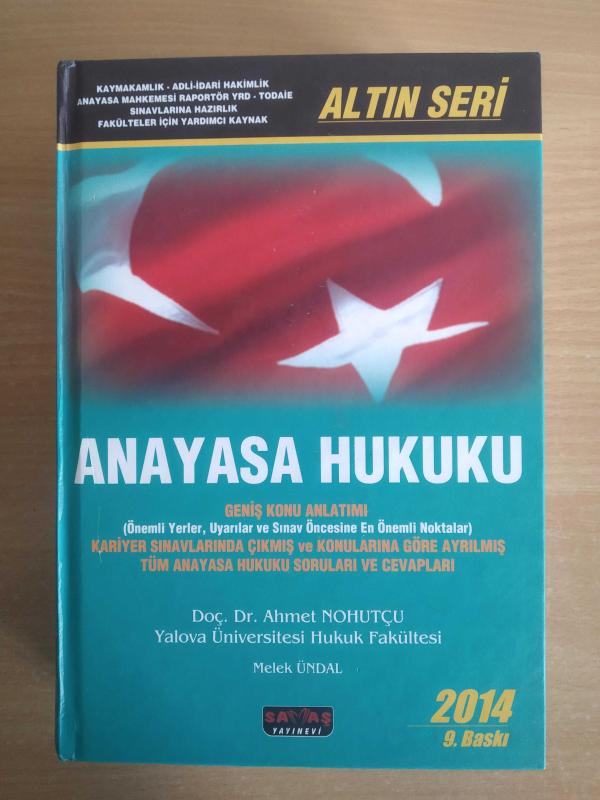 KAYMAKAMLIK - ADLİ-İDARİ HAKİMLİK
ANAYASA MAHKEMESİ RAPORTÖR YRD - TODAİE
SINAVLARINA HAZIRLIK
FAKÜLTELER İÇİN YARDIMCI KAYNAK
ALTIN SERİ
ANAYASA HUKUKU
GENİŞ KONU ANLATIMI
(Önemli Yerler, Uyarılar ve Sınav Öncesine En Önemli Noktalar)
KARİYER SINAVLARINDA ÇIKMIŞ ve KONULARINA GÖRE AYRILMIŞ
TÜM ANAYASA HUKUKU SORULARI VE CEVAPLARI
Doç. Dr. Ahmet NOHUTÇU
Yalova Üniversitesi Hukuk Fakültesi
Melek ÜNDAL
SAVAŞ
YAYINEVİ
2014
9. Baskı